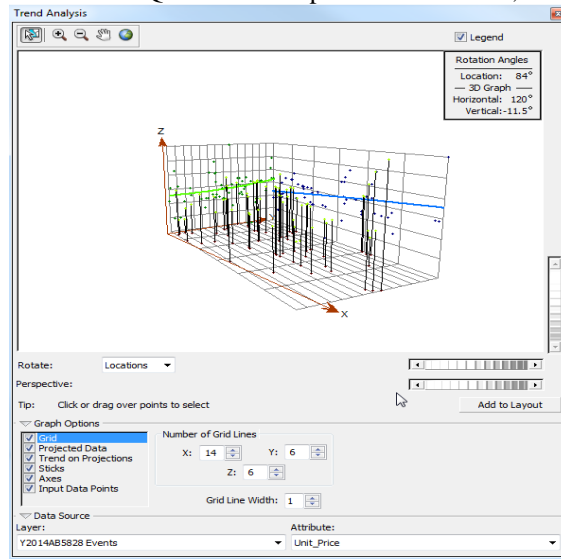 Trend Analysis
Legend
Rotation Angles
Location: 84°
— 3D Graph —
Horizontal: 120°
Vertical:-11.5°
Z
X
Rotate: Locations
Perspective:
Tip: Click or drag over points to select
Add to Layout
Graph Options
Grid
Projected Data
Trend on Projections
Sticks
Axes
Input Data Points
Number of Grid Lines
X: 14 Y: 6
Z: 6
Grid Line Width: 1
Data Source
Layer: Attribute:
Y2014AB5828 Events Unit_Price